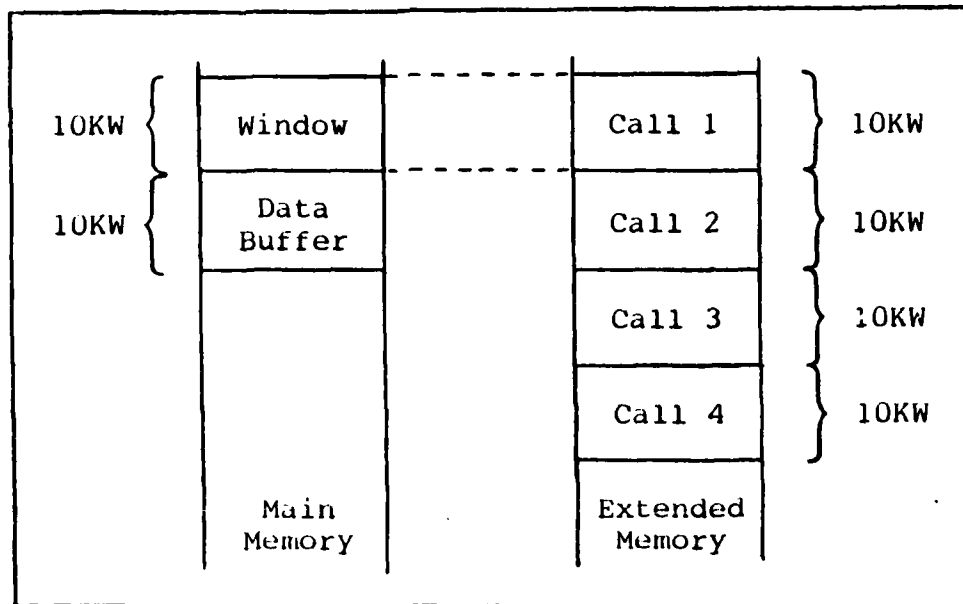 10KW
Window
Call 1
10KW
10KW
Data
Buffer
Call 2
10KW
Call 3
10KW
Call 4
10KW
Main
Memory
Extended
Memory